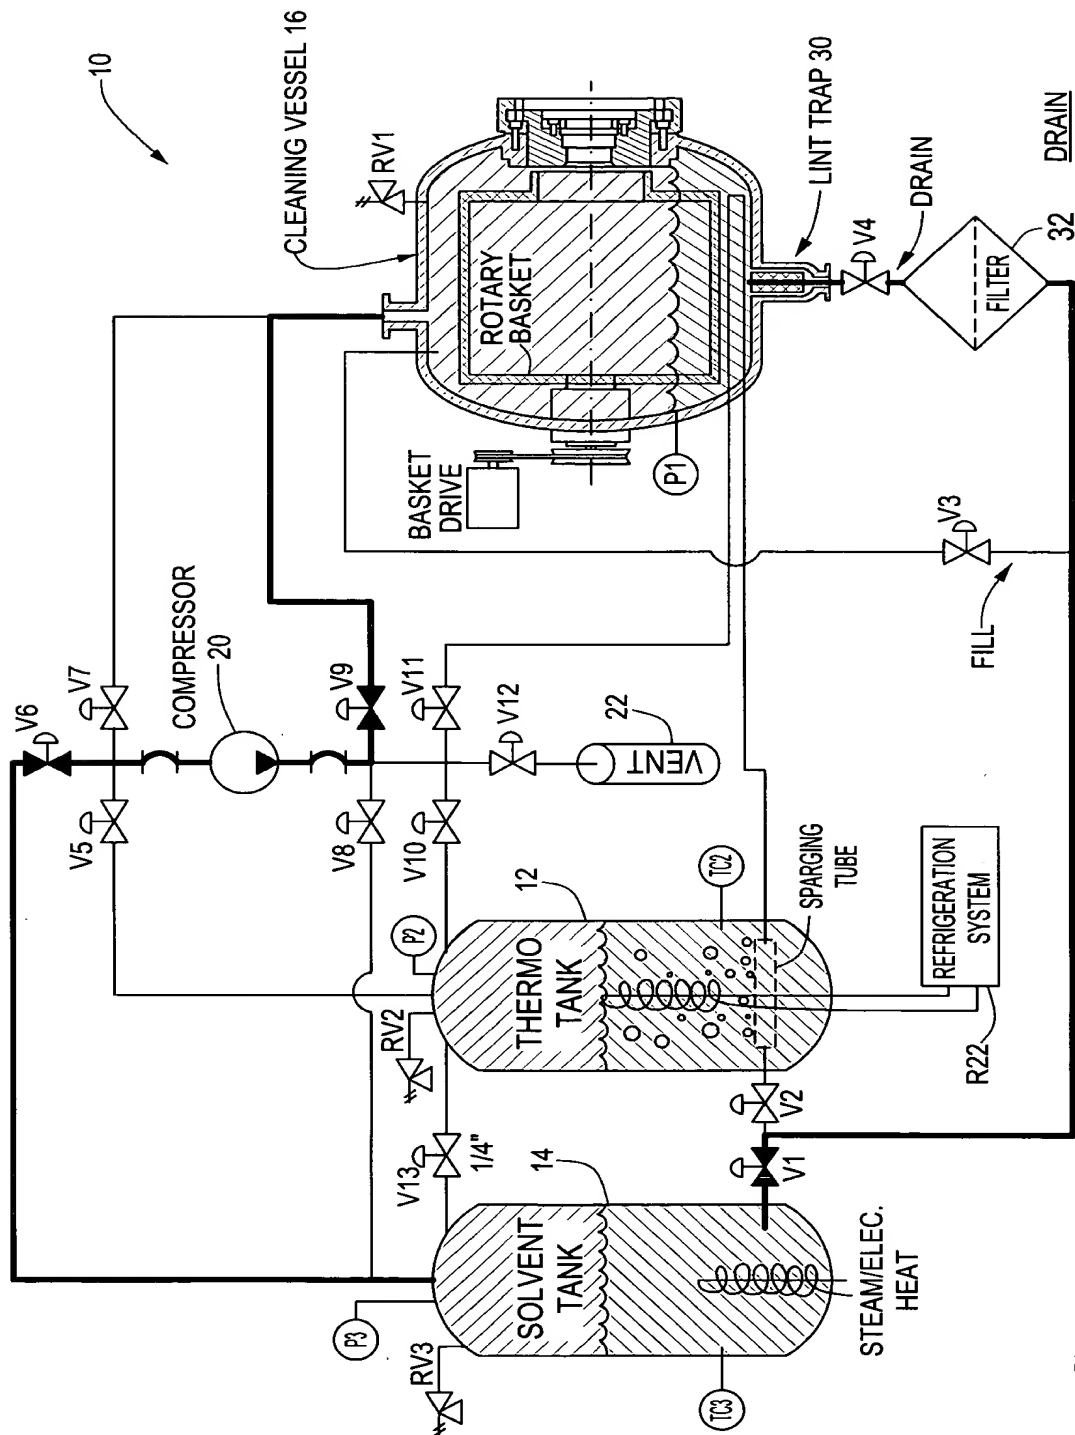 10
CLEANING VESSEL 16
RV1
ROTARY
BASKET
BASKET
DRIVE
P1
LINT TRAP 30
V4
DRAIN
FILTER
32
DRAIN
V3
FILL
V6
V7
COMPRESSOR
20
V5
V9
V8
V11
V10
V12
22
VENT
12
P2
RV2
THERMO
TANK
TC2
SPARGING
TUBE
REFRIGERATION
SYSTEM
R22
V2
V1
V13
1/4"
14
P3
RV3
SOLVENT
TANK
TC3
STEAM/ELEC.
HEAT